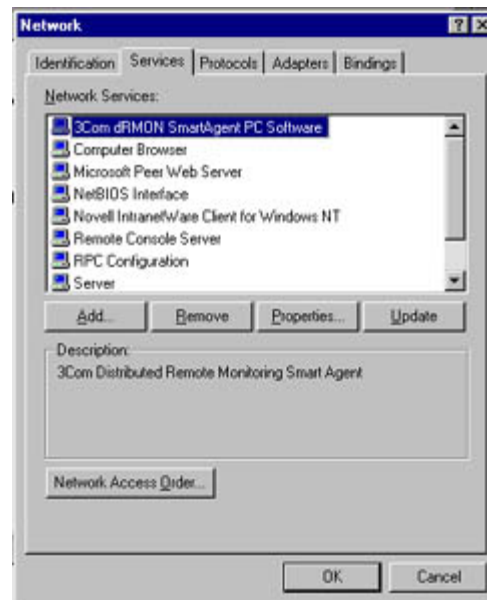 Network
Identification Services Protocols Adapters Bindings
Network Services:
3Com dRMON SmartAgent PC Software
Computer Browser
Microsoft Peer Web Server
NetBIOS Interface
Novell IntranetWare Client for Windows NT
Remote Console Server
RPC Configuration
Server
Add... Remove Properties... Update
Description:
3Com Distributed Remote Monitoring Smart Agent
Network Access Order...
OK Cancel